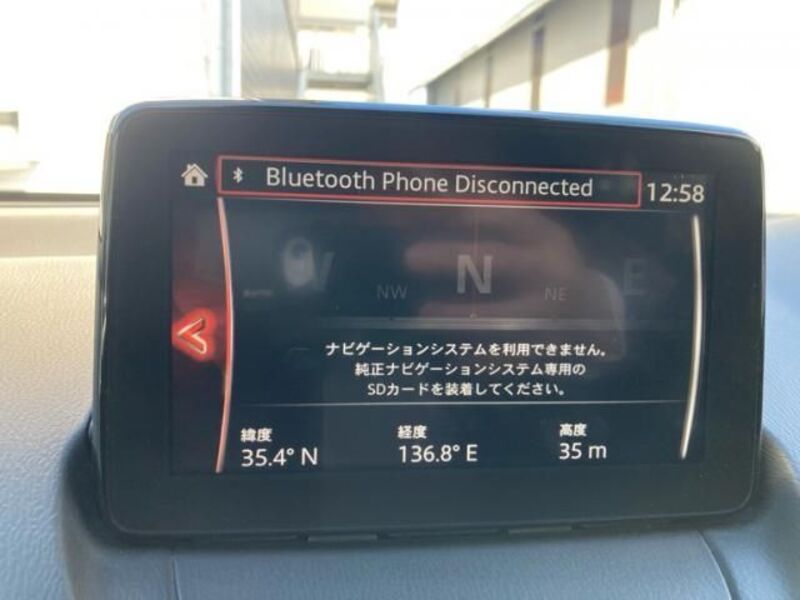 Bluetooth Phone Disconnected
12:58
W NW N NE E
ナビゲーションシステムを利用できません。
純正ナビゲーションシステム専用の
SDカードを装着してください。
緯度 経度 高度
35.4° N 136.8° E 35 m